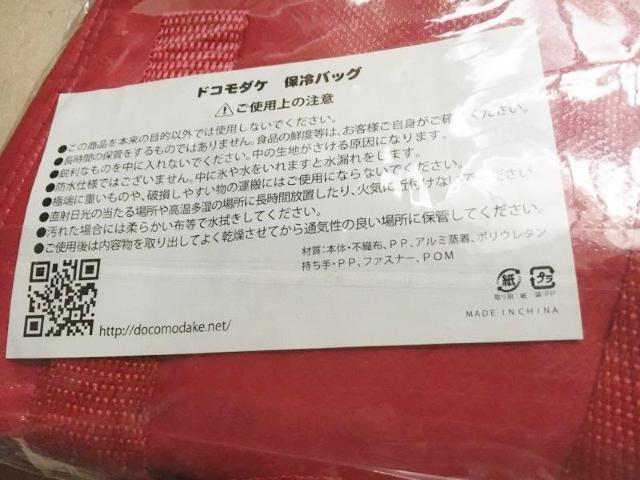 ドコモダケ 保冷バッグ
⚠ご使用上の注意
●この商品を本来の目的以外では使用しないでください。
●長時間の保管をするものではありません。食品の鮮度等は、お客様ご自身がご確 ください。
●鋭利なものを中に入れないでください。中の生地がさける原因になります。
●防水仕様ではございません。中に氷や水をいれますと水漏れをします。
●極端に重いものや、破損しやすい物の運搬にはご使用にならないでください。
●直射日光の当たる場所や高温多湿の場所に長時間放置したり、火気に近付けないでください
●汚れた場合には柔らかい布等で水拭きしてください。
●ご使用後は内容物を取り出してよく乾燥させてから通気性の良い場所に保管してください。
材質:本体・不織布、PP、アルミ蒸着、ポリウレタン
持ち手・PP、ファスナー、POM
紙 プラ
取り説:紙 袋:PP
MADE IN CHINA
http://docomodake.net/